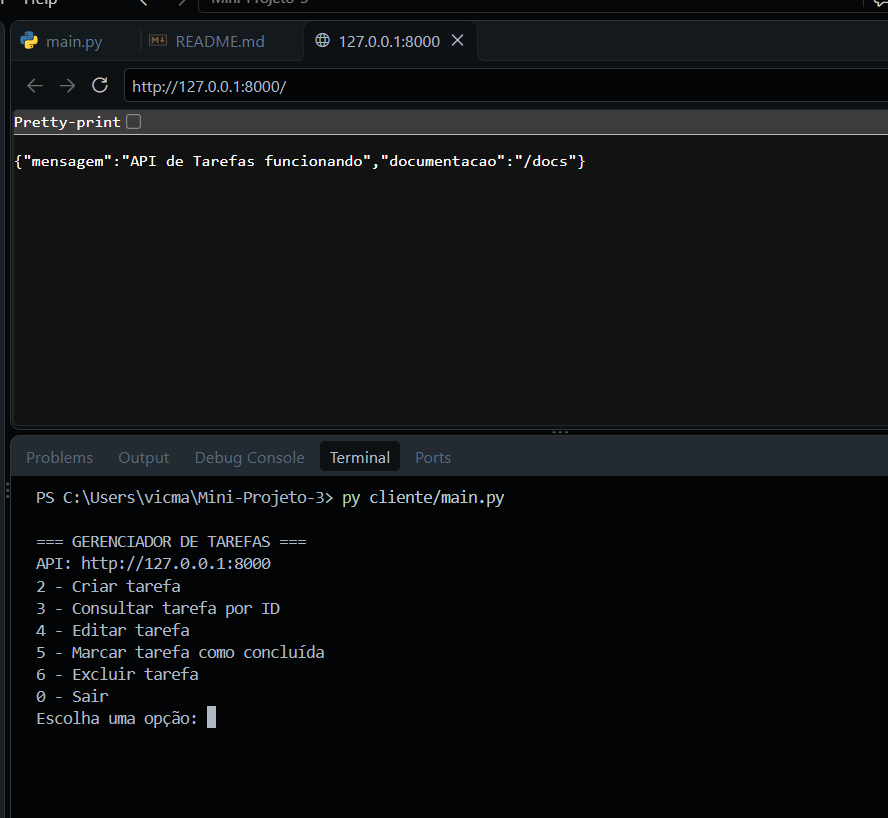 Help
Mini-Projeto-3
main.py README.md 127.0.0.1:8000
http://127.0.0.1:8000/
Pretty-print
{"mensagem":"API de Tarefas funcionando","documentacao":"/docs"}
Problems Output Debug Console Terminal Ports
PS C:\Users\vicma\Mini-Projeto-3> py cliente/main.py
=== GERENCIADOR DE TAREFAS ===
API: http://127.0.0.1:8000
2 - Criar tarefa
3 - Consultar tarefa por ID
4 - Editar tarefa
5 - Marcar tarefa como concluída
6 - Excluir tarefa
0 - Sair
Escolha uma opção: